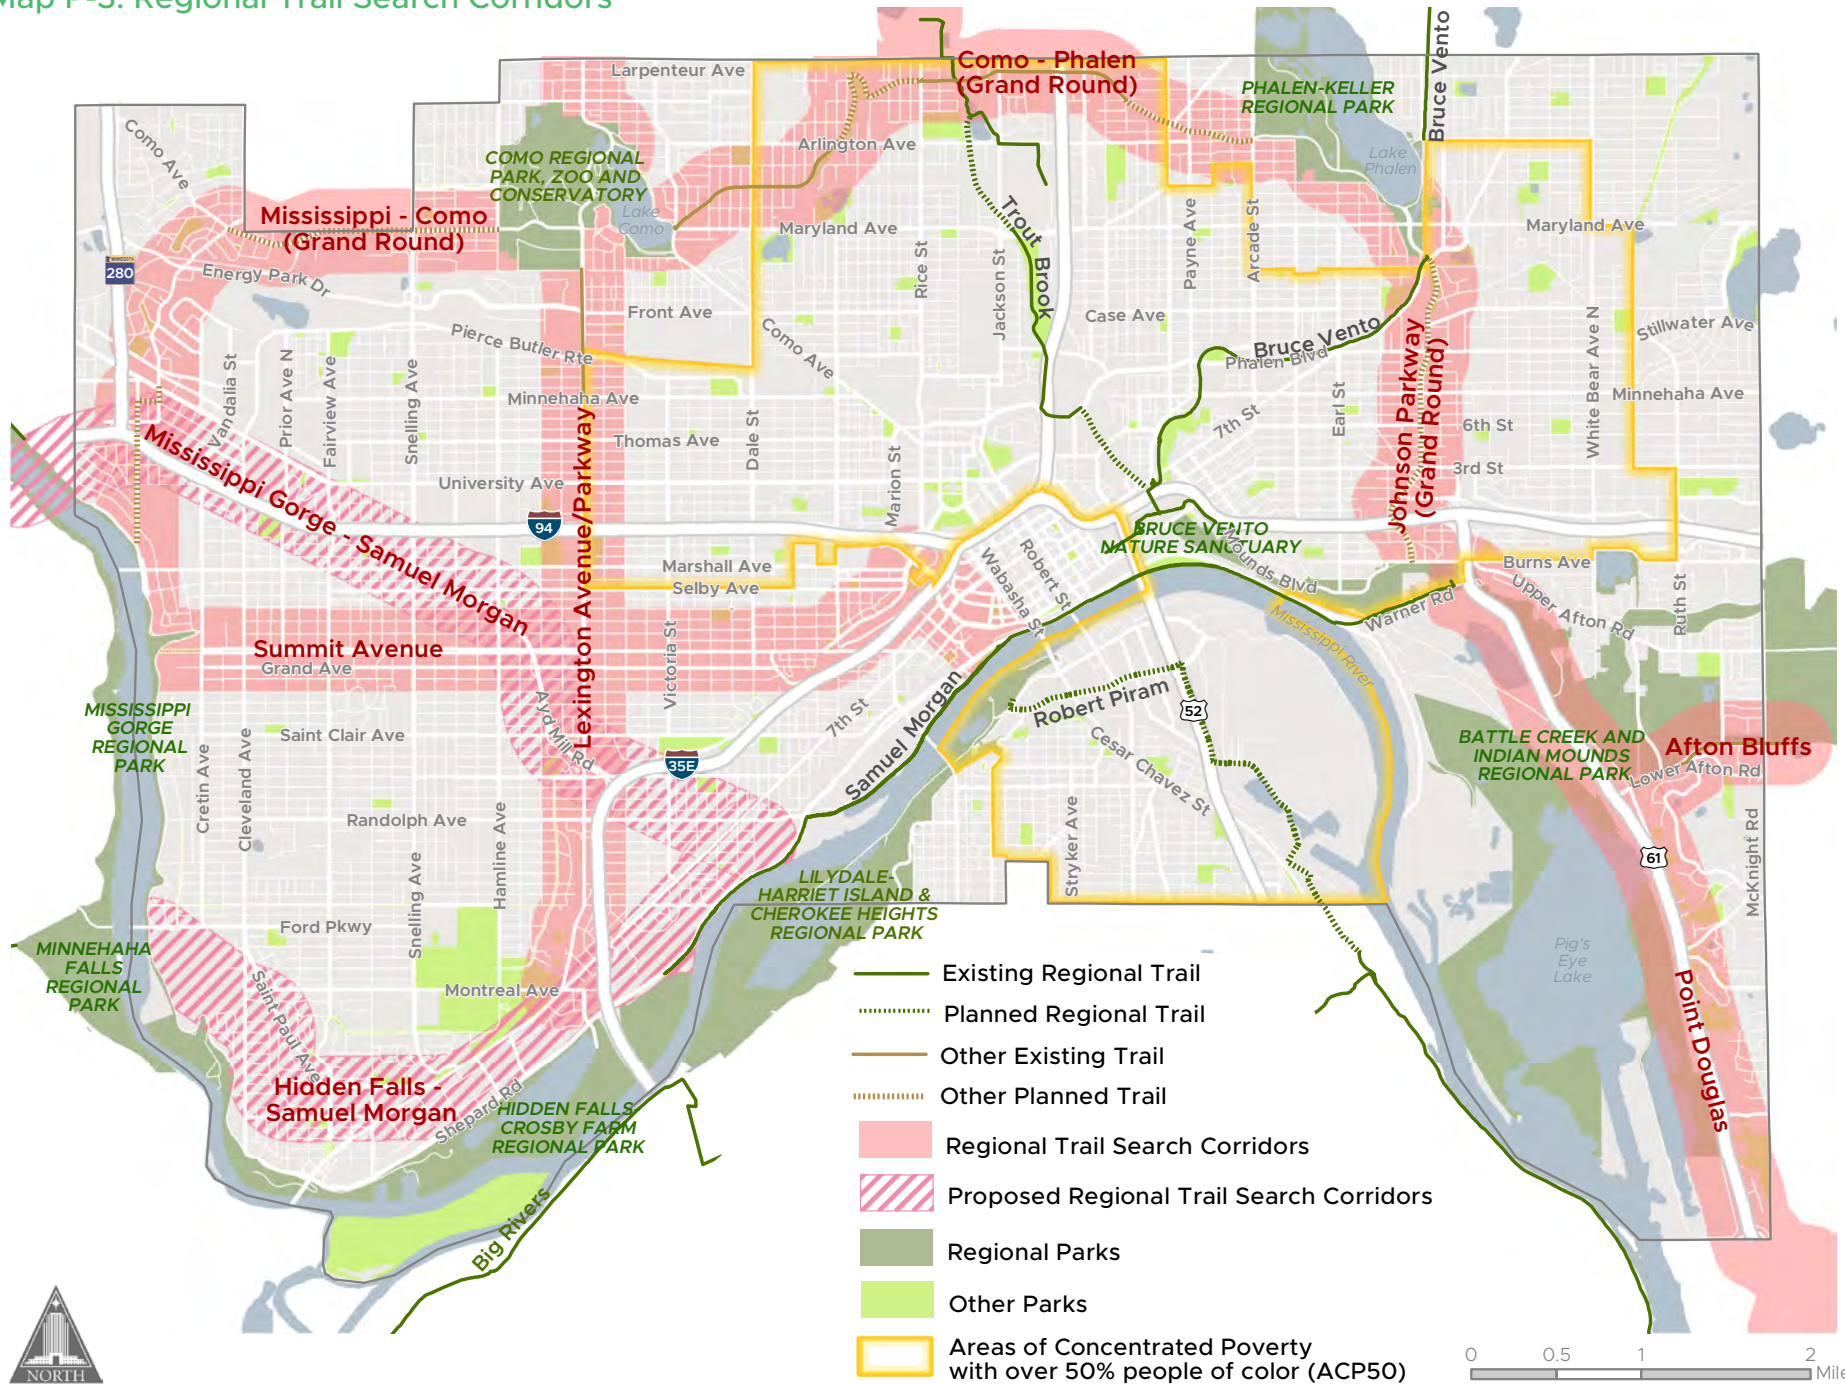 Map P-3: Regional Trail Search Corridors
Como - Phalen
(Grand Round)
Bruce Vento
Larpenteur Ave
PHALEN-KELLER
REGIONAL PARK
Como Ave
Arlington Ave
COMO REGIONAL
PARK, ZOO AND
CONSERVATORY
Lake
Phalen
Lake
Como
Mississippi - Como
(Grand Round)
Maryland Ave
Maryland Ave
Trout Brook
Payne Ave
Arcade St
MINNESOTA
280
Energy Park Dr
Rice St
Jackson St
Front Ave
Case Ave
Stillwater Ave
Pierce Butler Rte
Como Ave
Bruce Vento
Phalen Blvd
Johnson Parkway
(Grand Round)
White Bear Ave N
Vandalia St
Prior Ave N
Fairview Ave
Snelling Ave
Minnehaha Ave
Minnehaha Ave
Earl St
7th St
6th St
Thomas Ave
Dale St
3rd St
Mississippi Gorge - Samuel Morgan
Lexington Avenue/Parkway
University Ave
Marion St
94
BRUCE VENTO
NATURE SANCTUARY
Mounds Blvd
Marshall Ave
Selby Ave
Wabasha St
Robert St
Burns Ave
Warner Rd
Upper Afton Rd
Ruth St
Mississippi River
Summit Avenue
Grand Ave
Victoria St
Samuel Morgan
Robert Piram
52
MISSISSIPPI
GORGE
REGIONAL
PARK
Ayd Mill Rd
7th St
Saint Clair Ave
Cesar Chavez St
BATTLE CREEK AND
INDIAN MOUNDS
REGIONAL PARK
Afton Bluffs
Lower Afton Rd
35E
Cretin Ave
Cleveland Ave
Randolph Ave
Hamline Ave
Stryker Ave
61
McKnight Rd
Snelling Ave
LILYDALE-
HARRIET ISLAND &
CHEROKEE HEIGHTS
REGIONAL PARK
Ford Pkwy
MINNEHAHA
FALLS
REGIONAL
PARK
Pig's
Eye
Lake
Montreal Ave
Saint Paul Ave
Point Douglas
Hidden Falls -
Samuel Morgan
Shepard Rd
HIDDEN FALLS-
CROSBY FARM
REGIONAL PARK
Big Rivers
Existing Regional Trail
Planned Regional Trail
Other Existing Trail
Other Planned Trail
Regional Trail Search Corridors
Proposed Regional Trail Search Corridors
Regional Parks
Other Parks
Areas of Concentrated Poverty
with over 50% people of color (ACP50)
NORTH
0 0.5 1 2